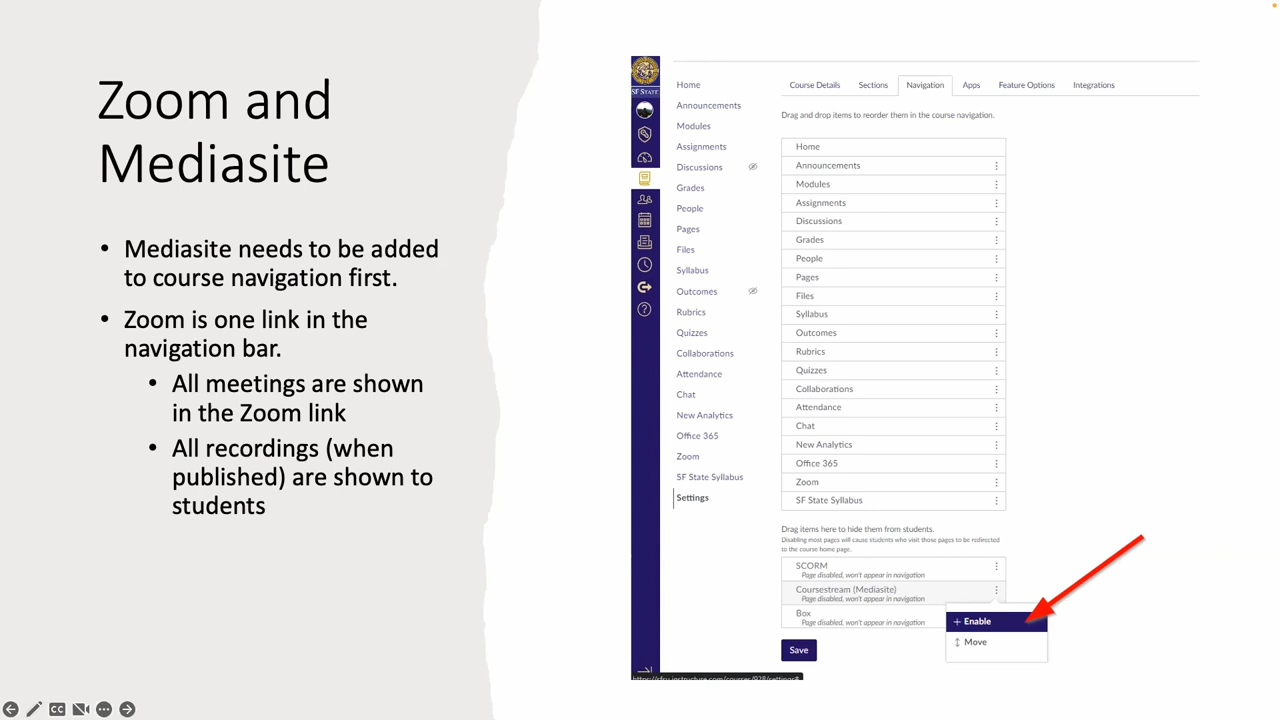 Zoom and
Mediasite
• Mediasite needs to be added
to course navigation first.
• Zoom is one link in the
navigation bar.
• All meetings are shown
in the Zoom link
• All recordings (when
published) are shown to
students
SF STATE
Home
Announcements
Modules
Assignments
Discussions
Grades
People
Pages
Files
Syllabus
Outcomes
Rubrics
Quizzes
Collaborations
Attendance
Chat
New Analytics
Office 365
Zoom
SF State Syllabus
Settings
Course Details Sections Navigation Apps Feature Options Integrations
Drag and drop items to reorder them in the course navigation.
Home
Announcements
Modules
Assignments
Discussions
Grades
People
Pages
Files
Syllabus
Outcomes
Rubrics
Quizzes
Collaborations
Attendance
Chat
New Analytics
Office 365
Zoom
SF State Syllabus
Drag items here to hide them from students.
Disabling most pages will cause students who visit those pages to be redirected
to the course home page.
SCORM
Page disabled, won't appear in navigation
Coursestream (Mediasite)
Page disabled, won't appear in navigation
Box
Page disabled, won't appear in navigation
+ Enable
Move
Save
CC